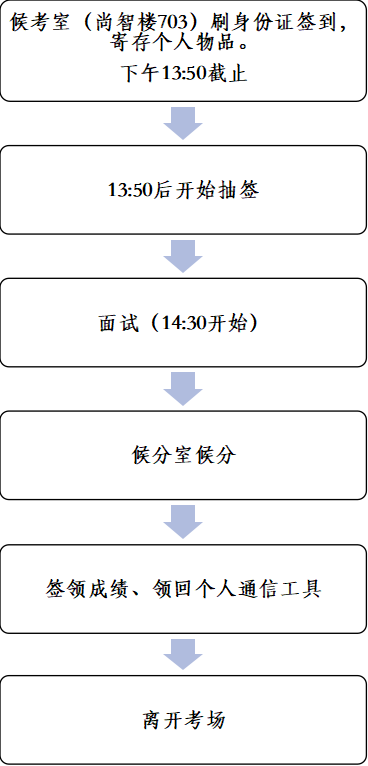 候考室（尚智楼703）刷身份证签到，
寄存个人物品。
下午13:50截止
13:50后开始抽签
面试（14:30开始）
候分室候分
签领成绩、领回个人通信工具
离开考场